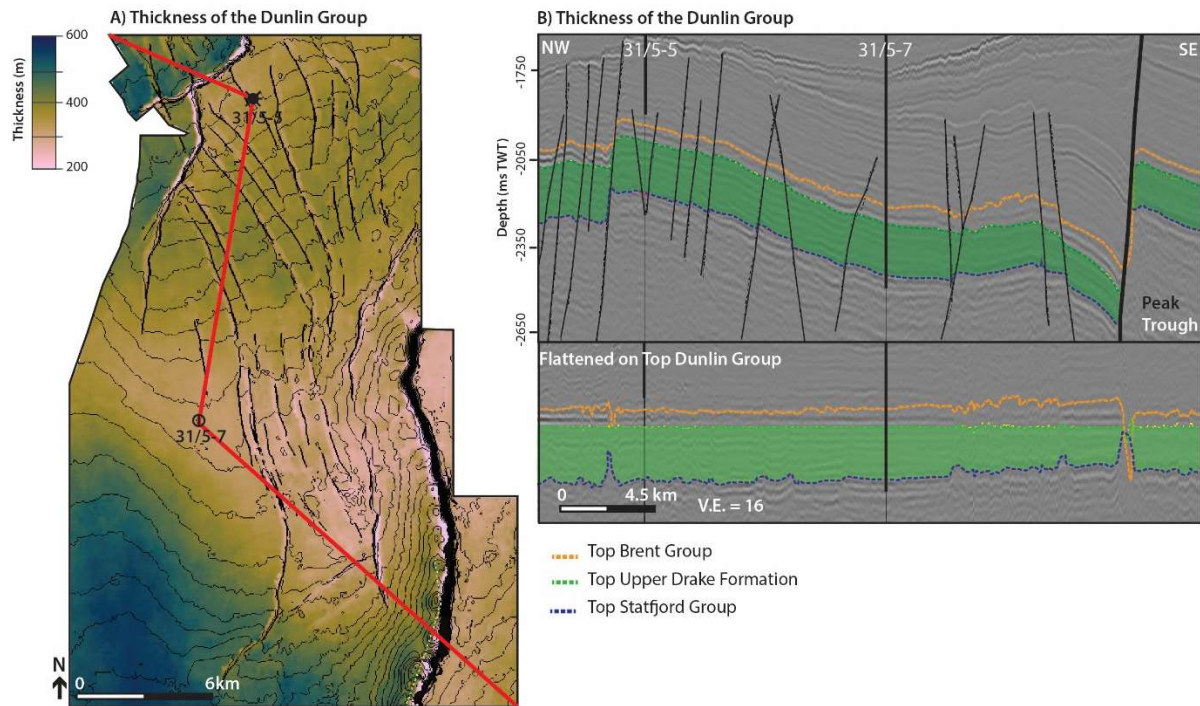 A) Thickness of the Dunlin Group
Thickness (m)
600
400
200
31/5-5
31/5-7
N
0 6km
B) Thickness of the Dunlin Group
NW 31/5-5 31/5-7 SE
Depth (ms TWT)
-1750
-2050
-2350
-2650
Peak
Trough
Flattened on Top Dunlin Group
0 4.5 km
V.E. = 16
Top Brent Group
Top Upper Drake Formation
Top Statfjord Group